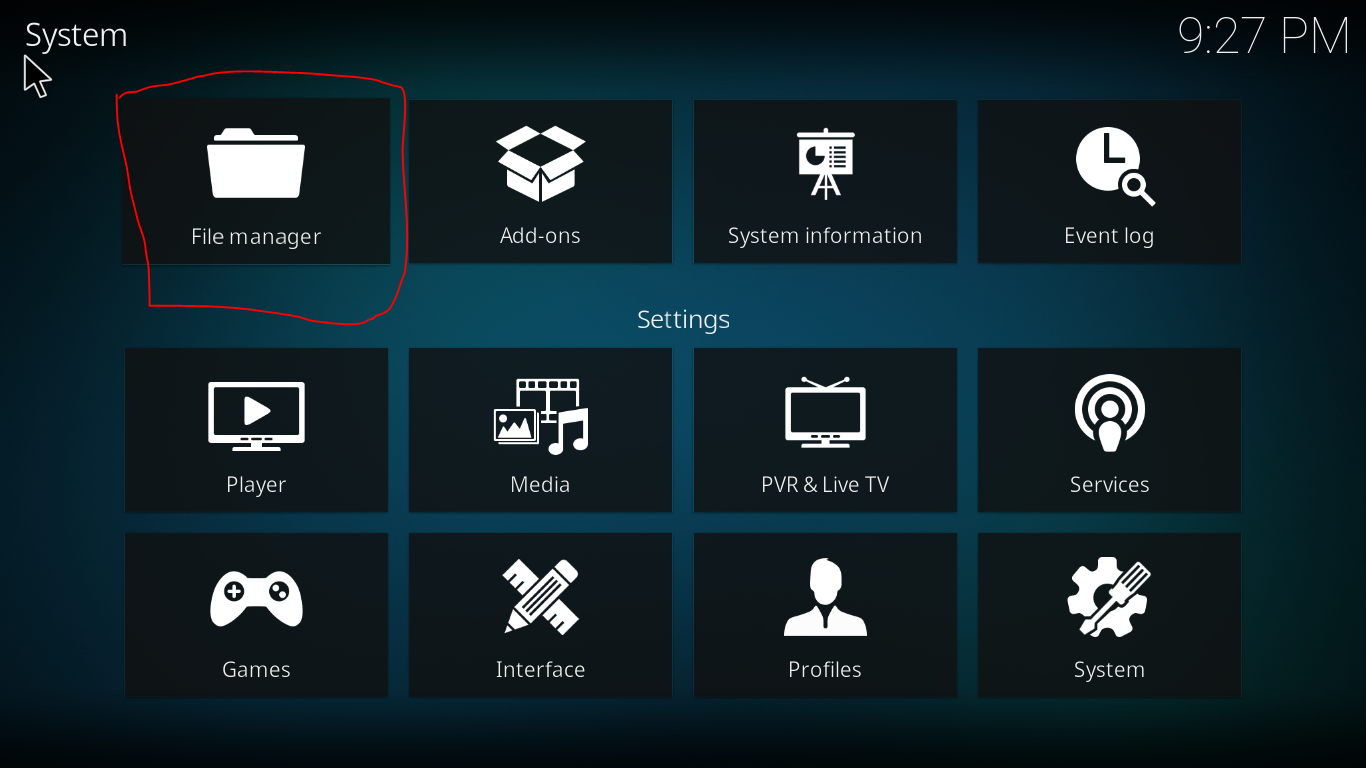 System
9:27 PM
File manager
Add-ons
System information
Event log
Settings
Player
Media
PVR & Live TV
Services
Games
Interface
Profiles
System